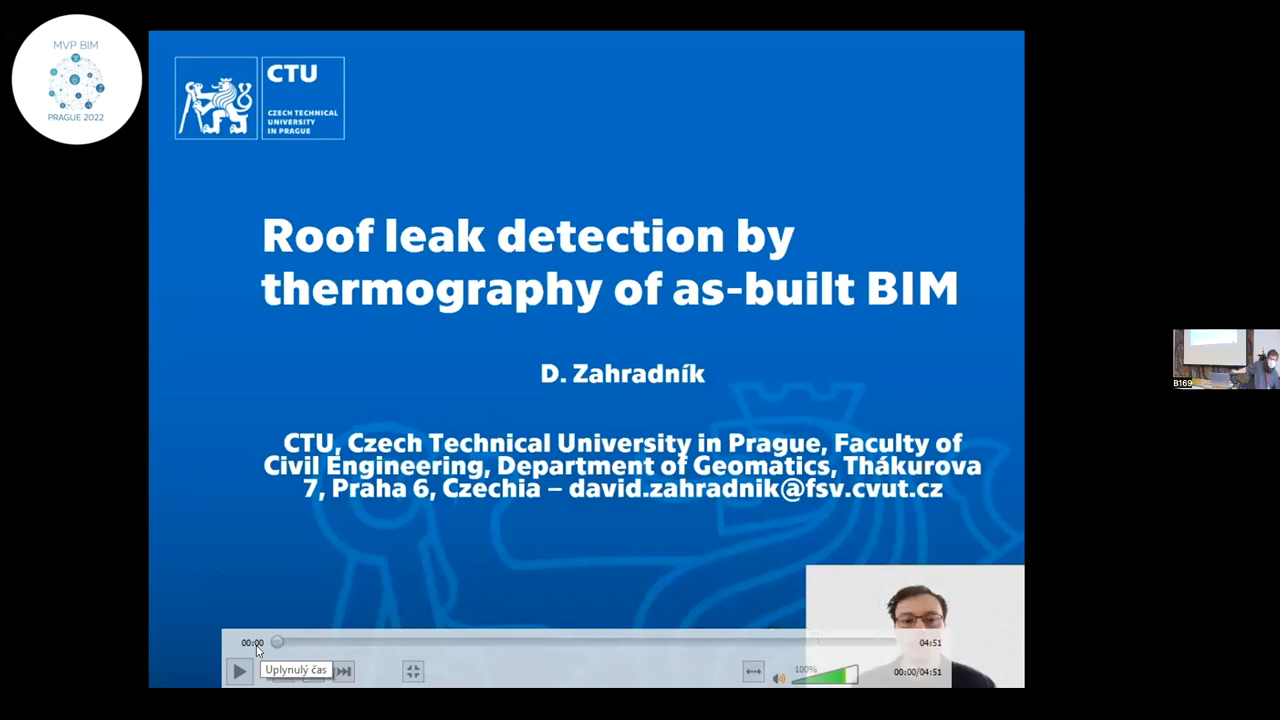 MVP BIM
PRAGUE 2022
CTU
CZECH TECHNICAL
UNIVERSITY
IN PRAGUE
Roof leak detection by
thermography of as-built BIM
D. Zahradník
CTU, Czech Technical University in Prague, Faculty of
Civil Engineering, Department of Geomatics, Thákurova
7, Praha 6, Czechia – david.zahradnik@fsv.cvut.cz
B169
00:00
04:51
Uplynulý čas
100%
00:00/04:51